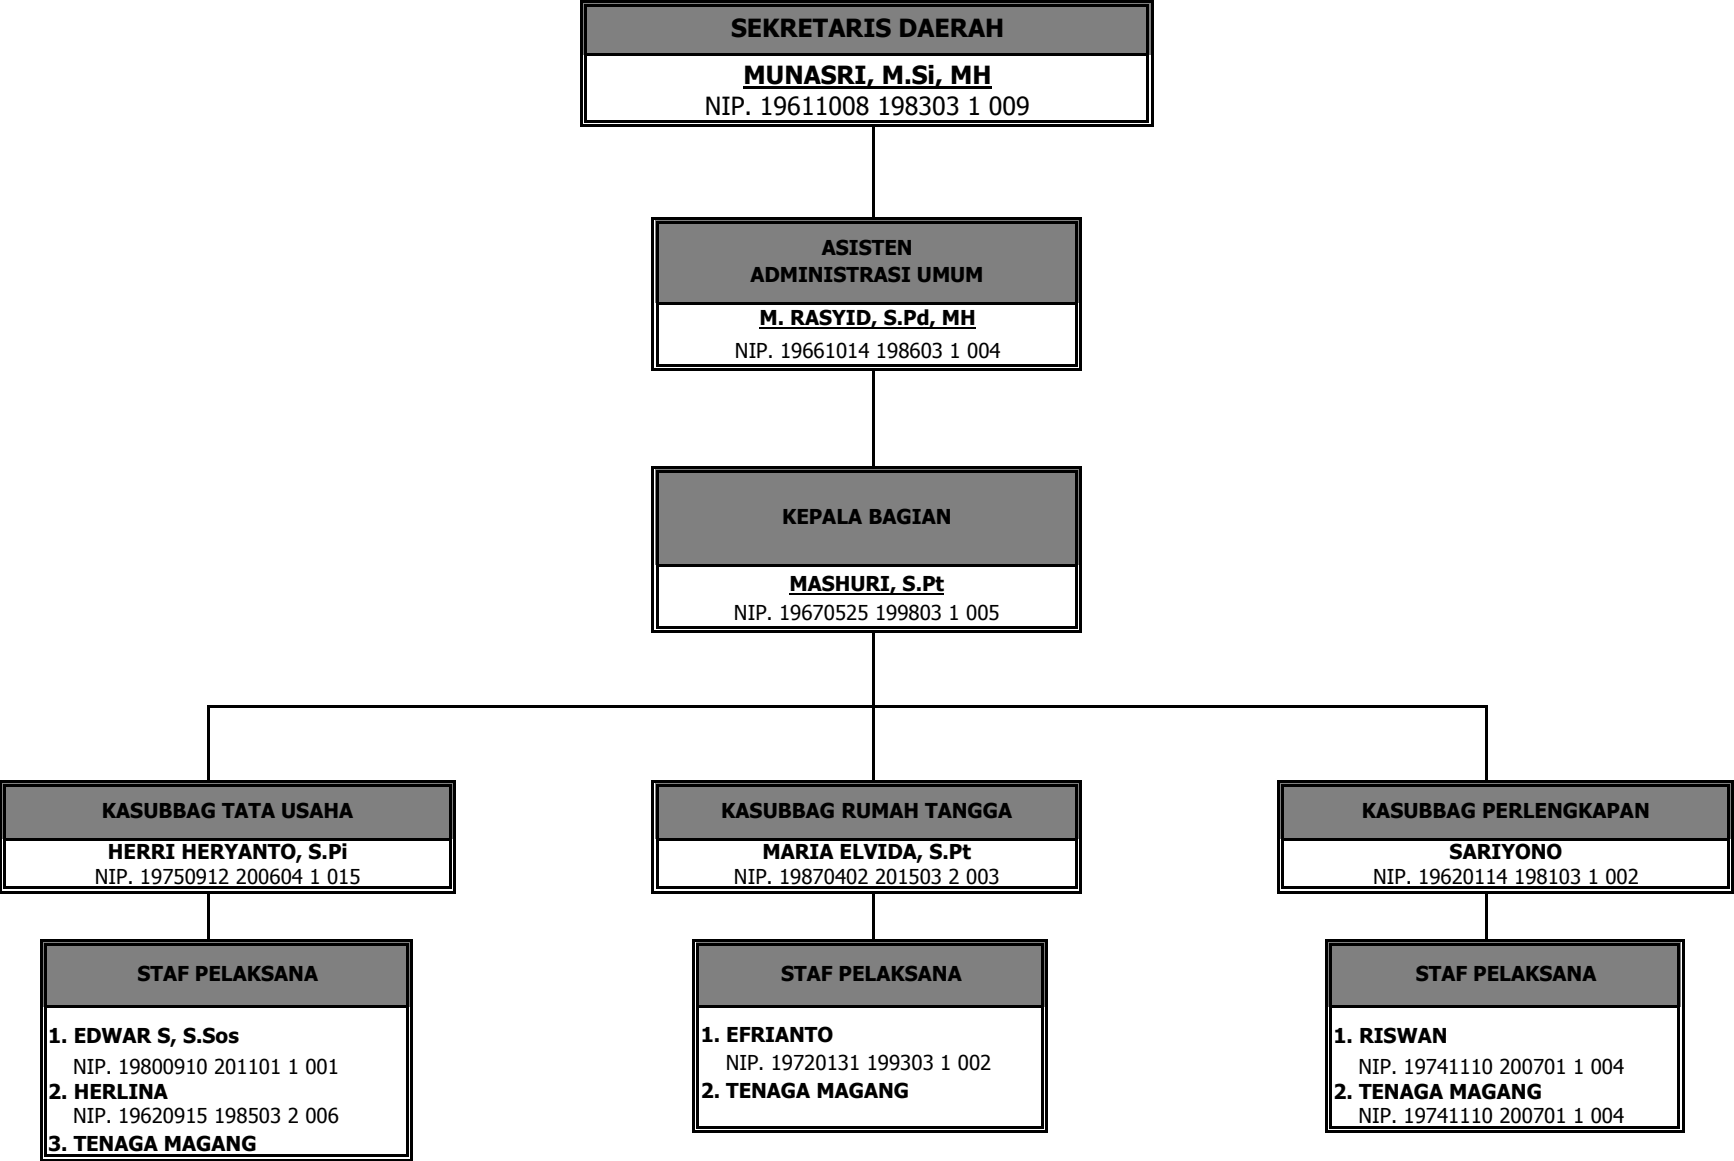 SEKRETARIS DAERAH
MUNASRI, M.Si, MH
NIP. 19611008 198303 1 009
ASISTEN
ADMINISTRASI UMUM
M. RASYID, S.Pd, MH
NIP. 19661014 198603 1 004
KEPALA BAGIAN
MASHURI, S.Pt
NIP. 19670525 199803 1 005
KASUBBAG TATA USAHA
HERRI HERYANTO, S.Pi
NIP. 19750912 200604 1 015
KASUBBAG RUMAH TANGGA
MARIA ELVIDA, S.Pt
NIP. 19870402 201503 2 003
KASUBBAG PERLENGKAPAN
SARIYONO
NIP. 19620114 198103 1 002
STAF PELAKSANA
1. EDWAR S, S.Sos
NIP. 19800910 201101 1 001
2. HERLINA
NIP. 19620915 198503 2 006
3. TENAGA MAGANG
STAF PELAKSANA
1. EFRIANTO
NIP. 19720131 199303 1 002
2. TENAGA MAGANG
STAF PELAKSANA
1. RISWAN
NIP. 19741110 200701 1 004
2. TENAGA MAGANG
NIP. 19741110 200701 1 004